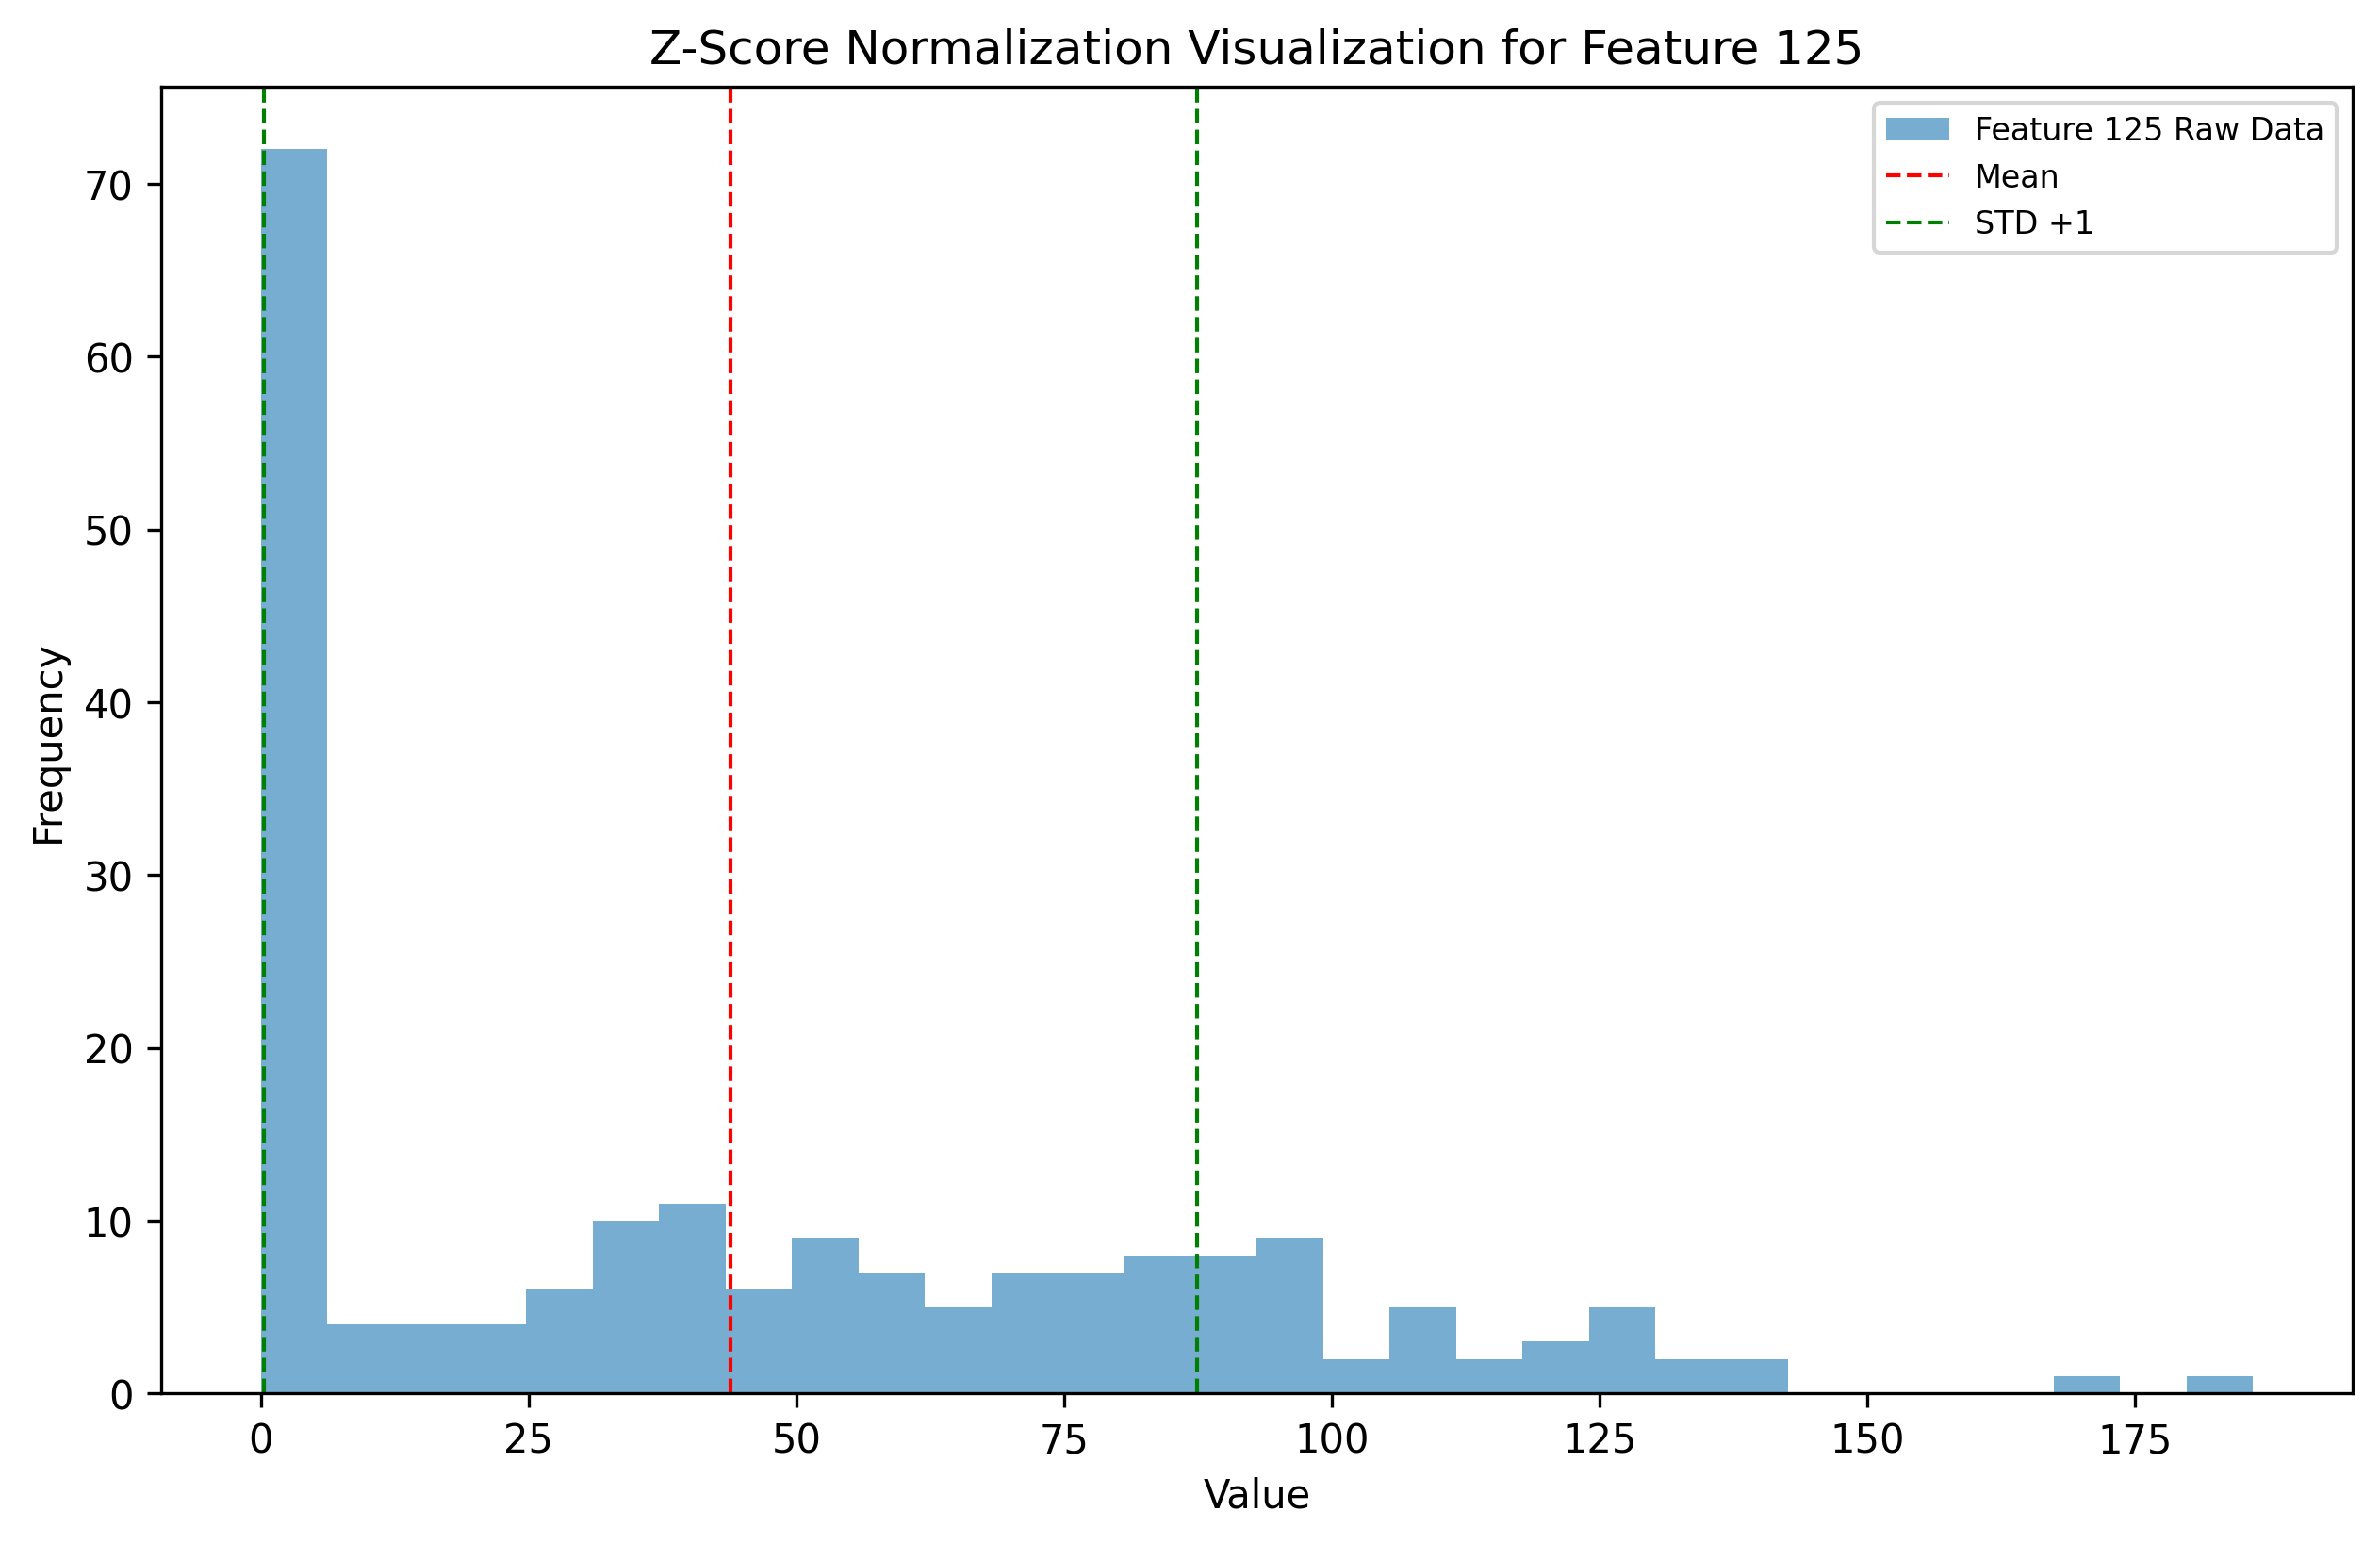 Z-Score Normalization Visualization for Feature 125
Feature 125 Raw Data
Mean
STD +1
70
60
50
40
30
20
10
0
Frequency
0 25 50 75 100 125 150 175
Value